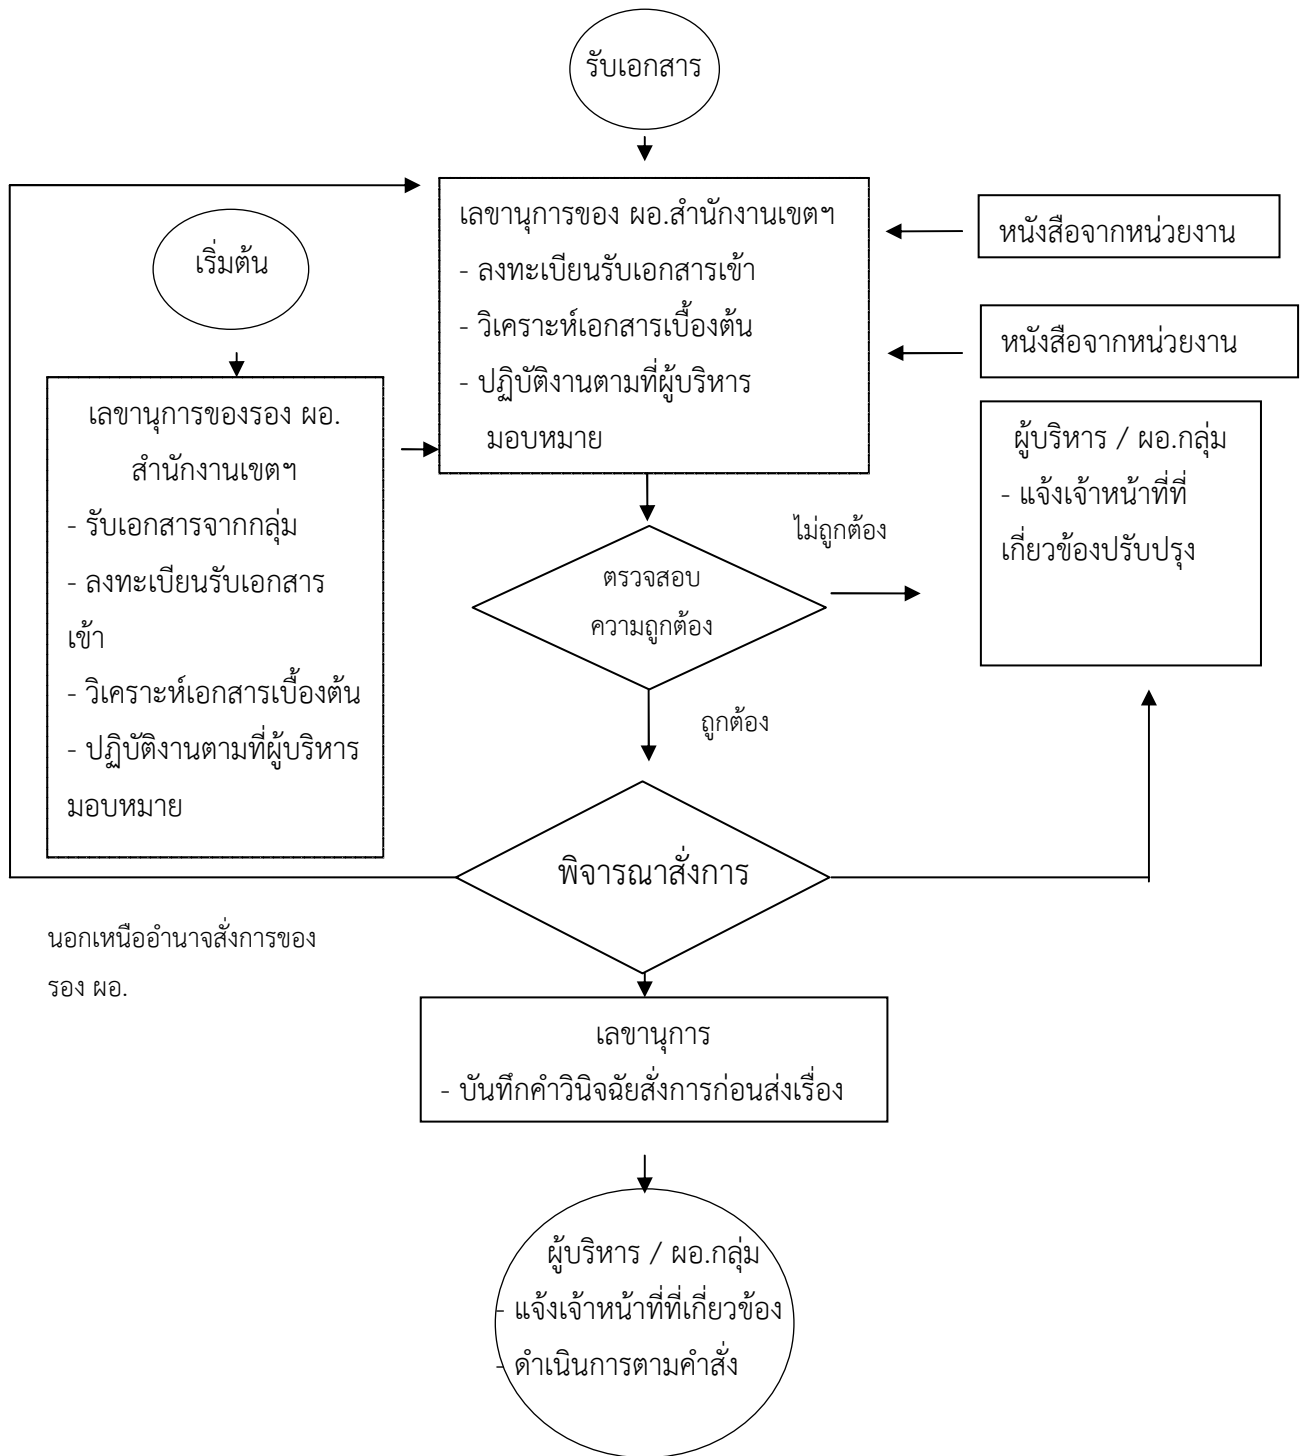 รับเอกสาร
เลขานุการของ ผอ.สำนักงานเขตฯ
- ลงทะเบียนรับเอกสารเข้า
- วิเคราะห์เอกสารเบื้องต้น
- ปฏิบัติงานตามที่ผู้บริหาร
มอบหมาย
หนังสือจากหน่วยงาน
หนังสือจากหน่วยงาน
เริ่มต้น
เลขานุการของรอง ผอ.
สำนักงานเขตฯ
- รับเอกสารจากกลุ่ม
- ลงทะเบียนรับเอกสาร
เข้า
- วิเคราะห์เอกสารเบื้องต้น
- ปฏิบัติงานตามที่ผู้บริหาร
มอบหมาย
ผู้บริหาร / ผอ.กลุ่ม
- แจ้งเจ้าหน้าที่ที่
เกี่ยวข้องปรับปรุง
ไม่ถูกต้อง
ตรวจสอบ
ความถูกต้อง
ถูกต้อง
พิจารณาสั่งการ
นอกเหนืออำนาจสั่งการของ
รอง ผอ.
เลขานุการ
- บันทึกคำวินิจฉัยสั่งการก่อนส่งเรื่อง
ผู้บริหาร / ผอ.กลุ่ม
- แจ้งเจ้าหน้าที่ที่เกี่ยวข้อง
- ดำเนินการตามคำสั่ง